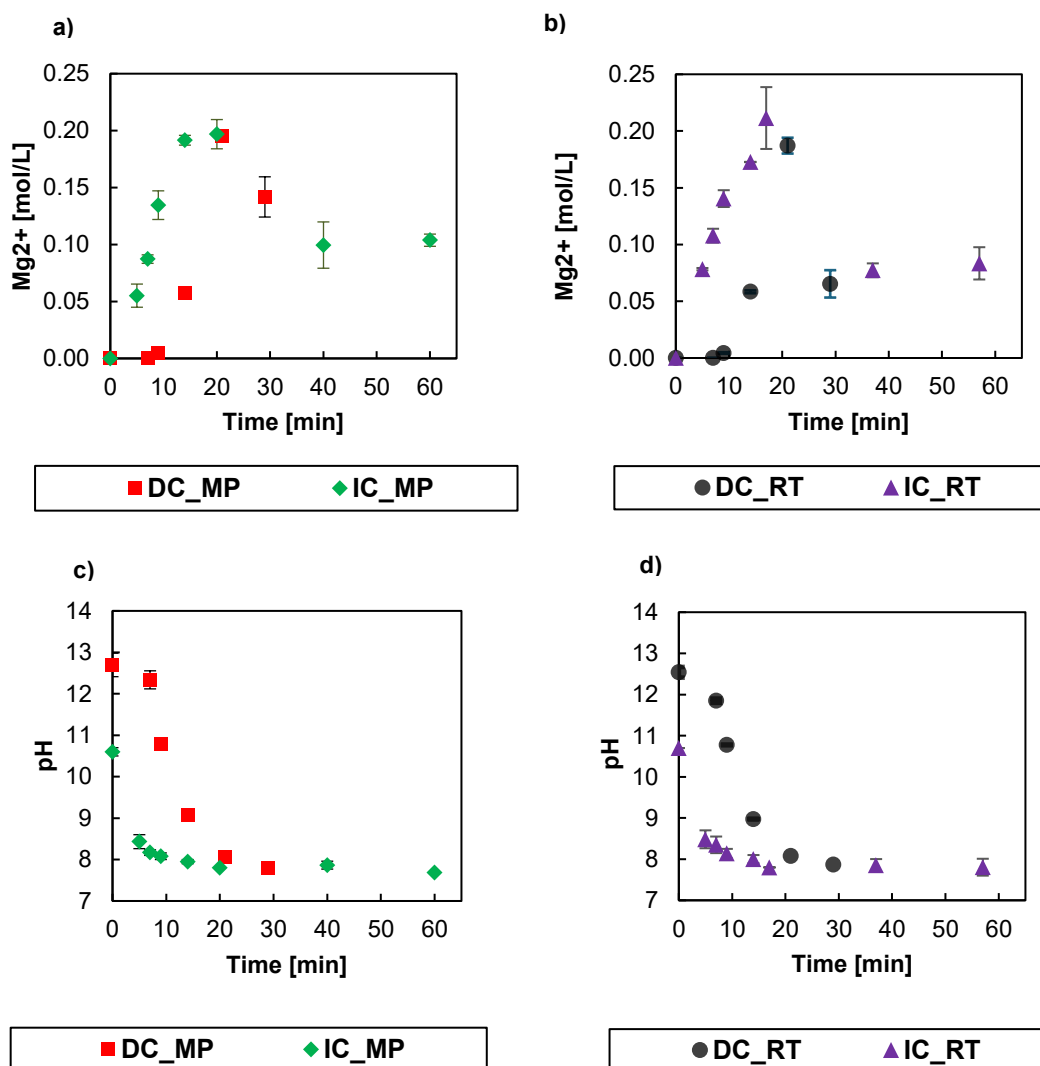 a)
0.25
0.20
0.15
0.10
0.05
0.00
Mg2+ [mol/L]
0 10 20 30 40 50 60
Time [min]
DC_MP IC_MP
b)
0.25
0.20
0.15
0.10
0.05
0.00
Mg2+ [mol/L]
0 10 20 30 40 50 60
Time [min]
DC_RT IC_RT
c)
14
13
12
11
10
9
8
7
pH
0 10 20 30 40 50 60
Time [min]
DC_MP IC_MP
d)
14
13
12
11
10
9
8
7
pH
0 10 20 30 40 50 60
Time [min]
DC_RT IC_RT